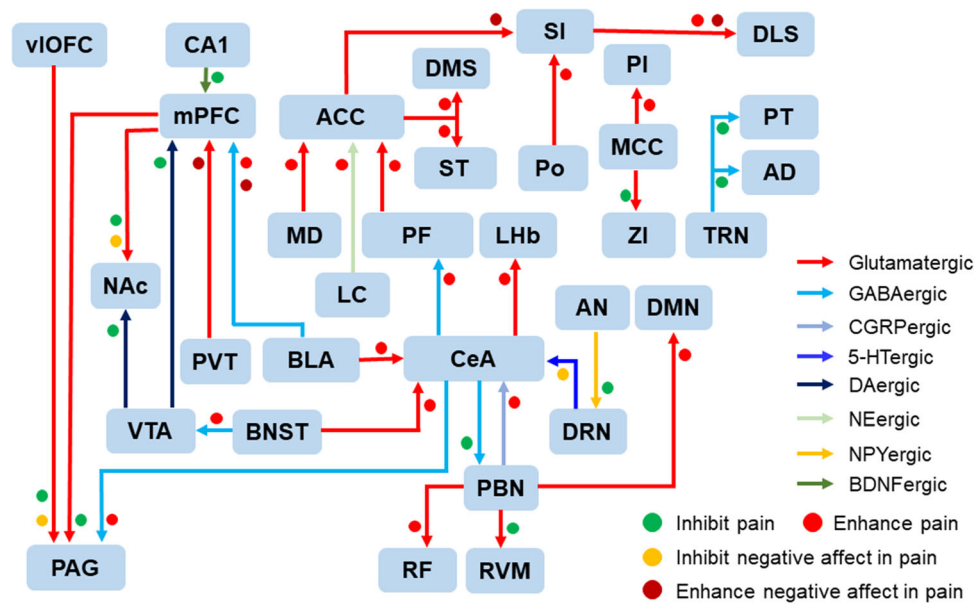 vlOFC
CA1
SI
DLS
DMS
PI
mPFC
ACC
PT
MCC
ST
Po
AD
MD
PF
LHb
ZI
TRN
NAc
LC
AN
DMN
PVT
BLA
CeA
VTA
BNST
DRN
PBN
PAG
RF
RVM
Glutamatergic
GABAergic
CGRPergic
5-HTergic
DAergic
NEergic
NPYergic
BDNFergic
Inhibit pain
Enhance pain
Inhibit negative affect in pain
Enhance negative affect in pain